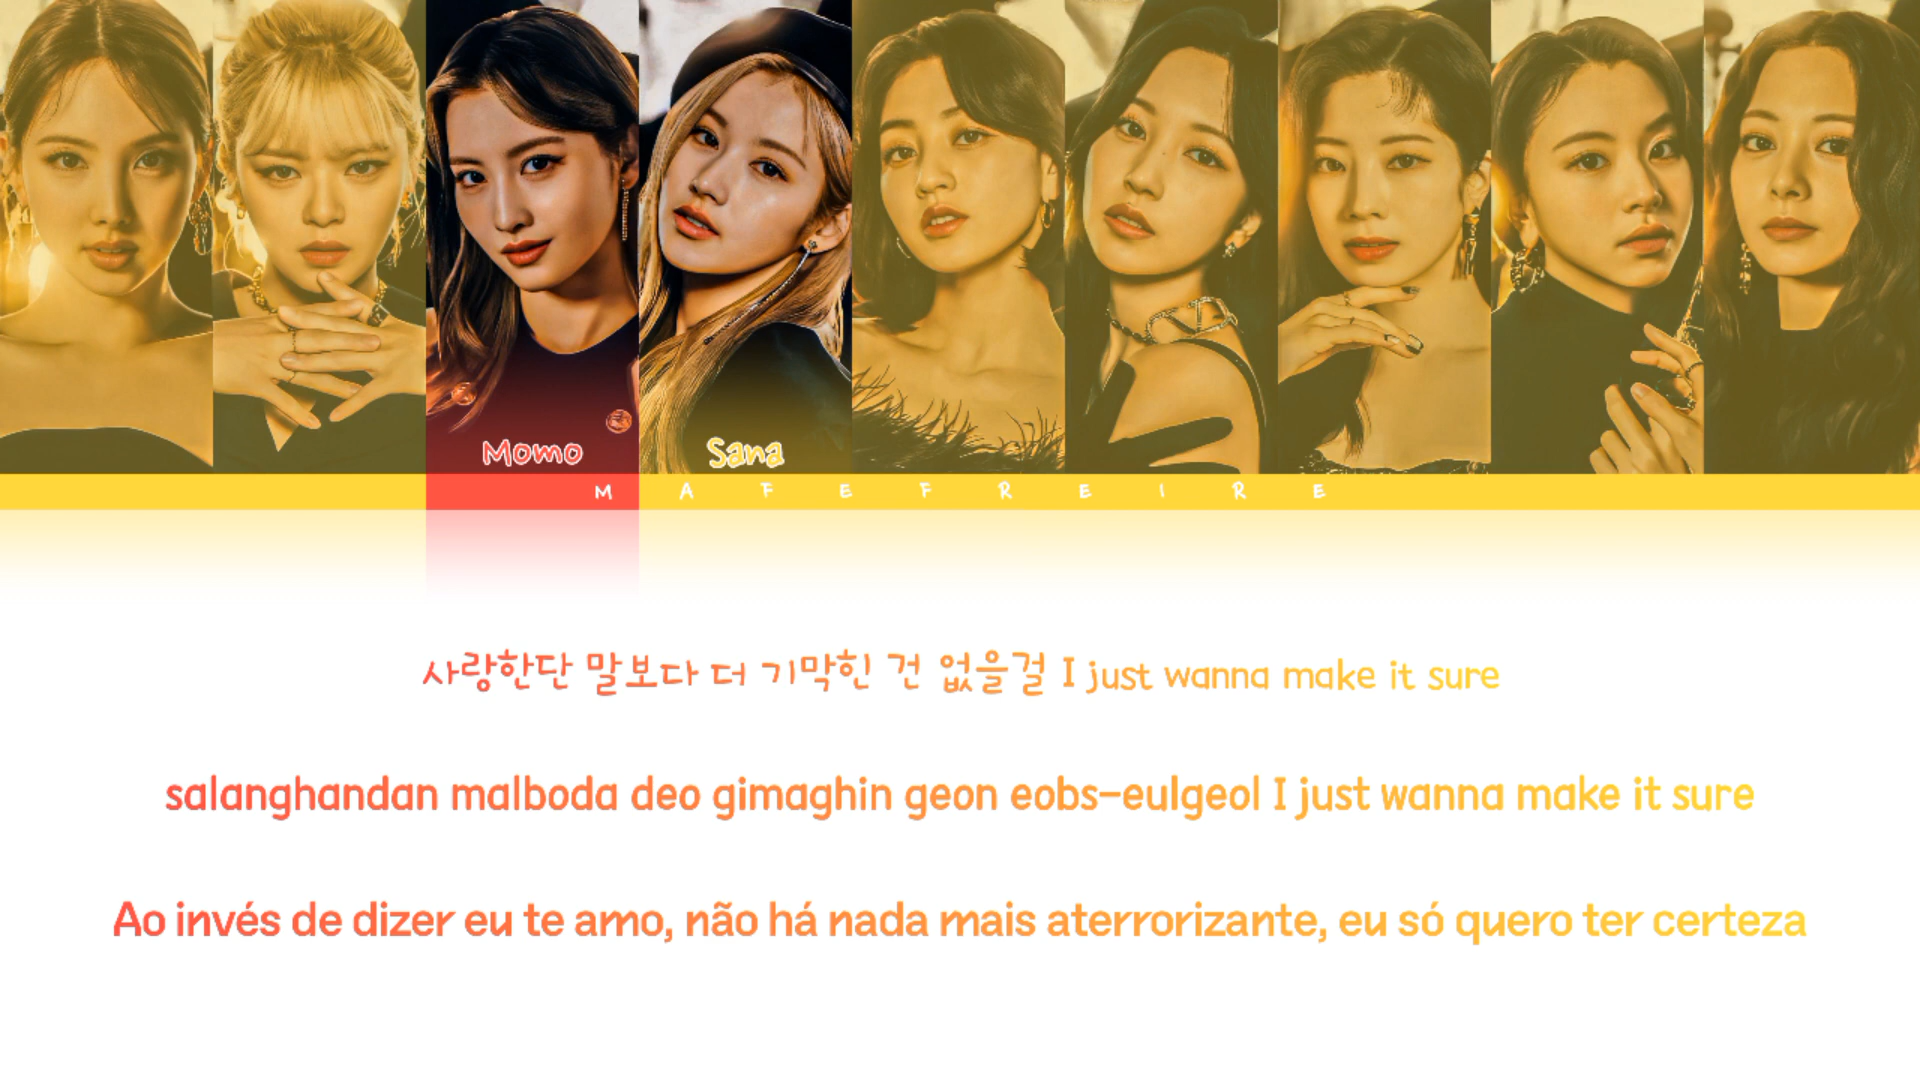 Momo
Sana
MAFEFREIRE
사랑한단 말보다 더 기막힌 건 없을걸 I just wanna make it sure
salanghandan malboda deo gimaghin geon eobs-eulgeol I just wanna make it sure
Ao invés de dizer eu te amo, não há nada mais aterrorizante, eu só quero ter certeza